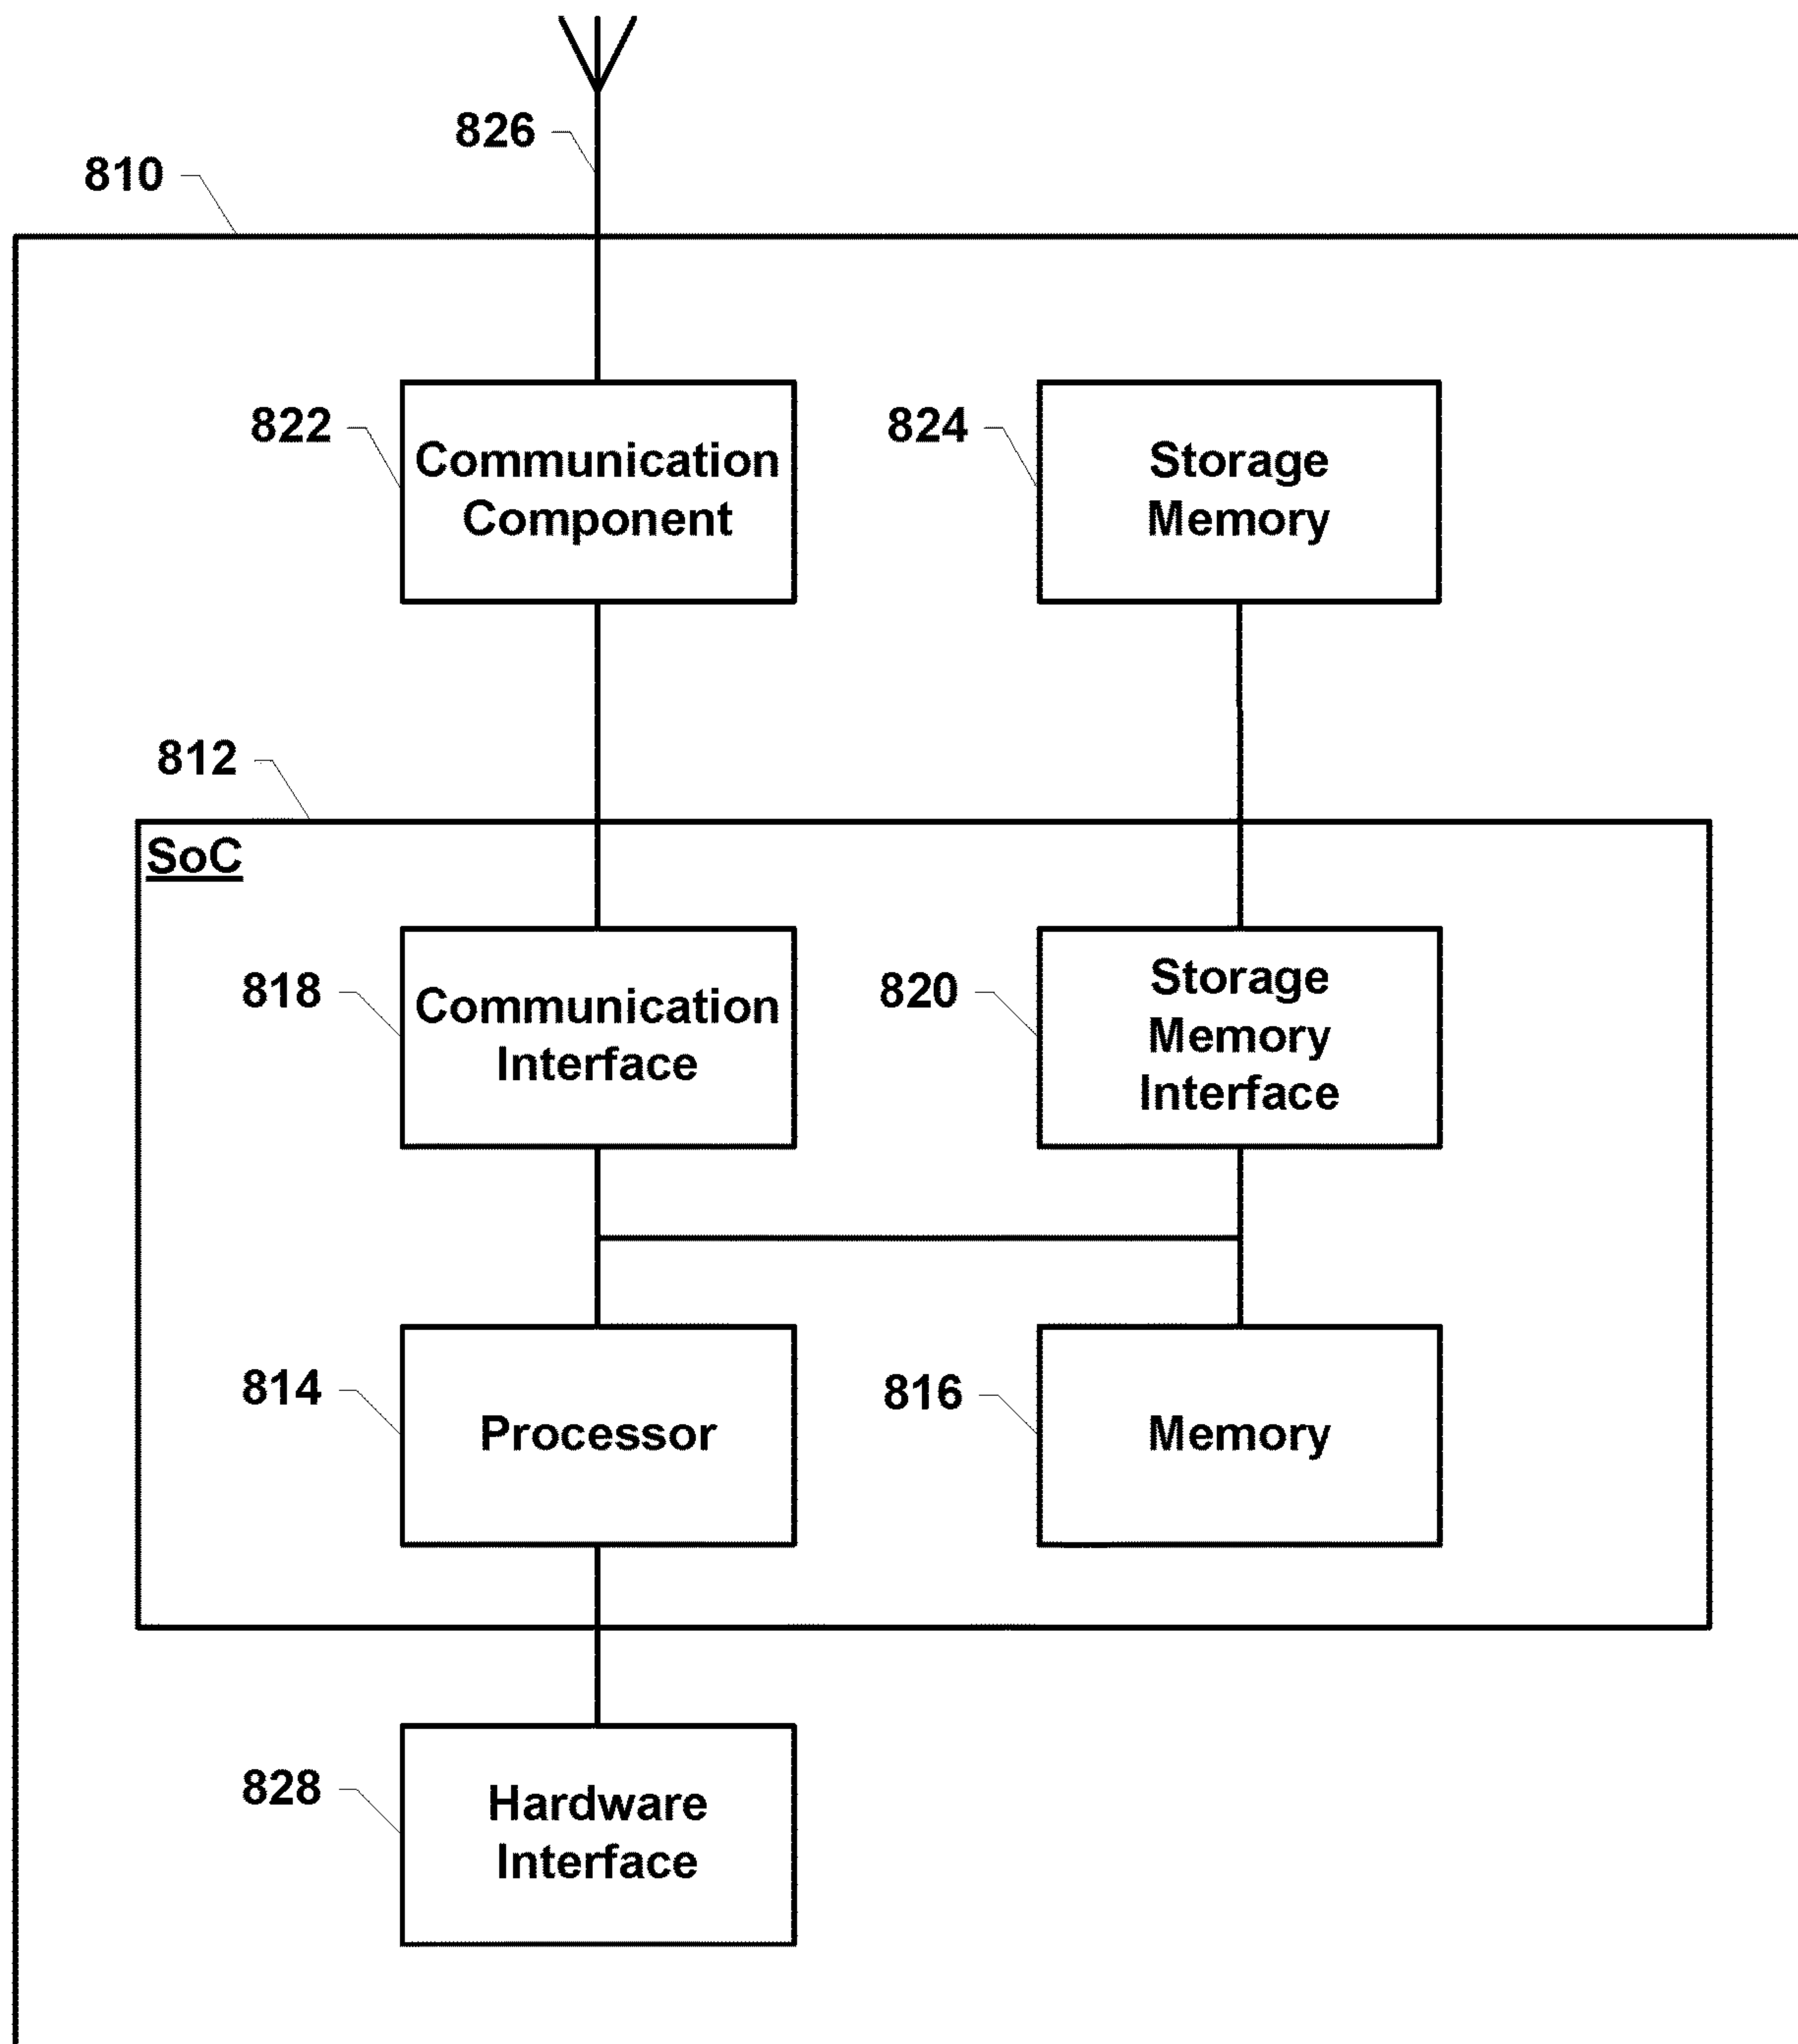 826
810
822
Communication
Component
824
Storage
Memory
812
SoC
818
Communication
Interface
820
Storage
Memory
Interface
814
Processor
816
Memory
828
Hardware
Interface